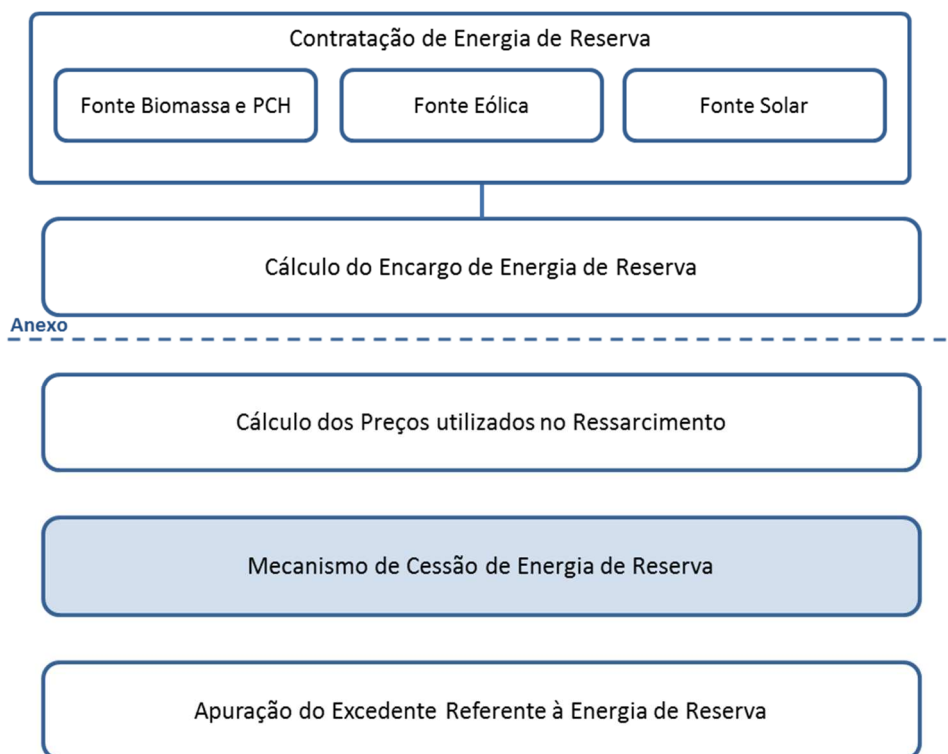 Contratação de Energia de Reserva
Fonte Biomassa e PCH
Fonte Eólica
Fonte Solar
Cálculo do Encargo de Energia de Reserva
Anexo
Cálculo dos Preços utilizados no Ressarcimento
Mecanismo de Cessão de Energia de Reserva
Apuração do Excedente Referente à Energia de Reserva